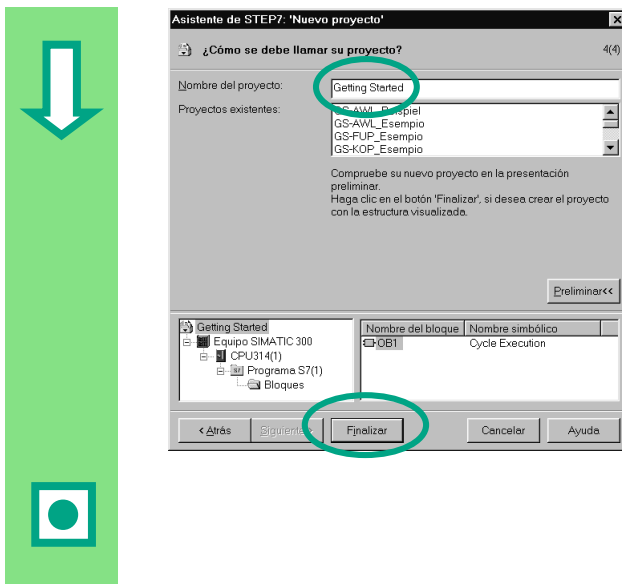 Asistente de STEP7: 'Nuevo proyecto'
¿Cómo se debe llamar su proyecto? 4(4)
Nombre del proyecto: Getting Started
Proyectos existentes:
GS-AWL_Beispiel
GS-AWL_Esempio
GS-FUP_Esempio
GS-KOP_Esempio
Compruebe su nuevo proyecto en la presentación
preliminar.
Haga clic en el botón 'Finalizar', si desea crear el proyecto
con la estructura visualizada.
Preliminar<<
Getting Started
Equipo SIMATIC 300
CPU314(1)
Programa S7(1)
Bloques
Nombre del bloque Nombre simbólico
OB1 Cycle Execution
< Atrás Siguiente > Finalizar Cancelar Ayuda